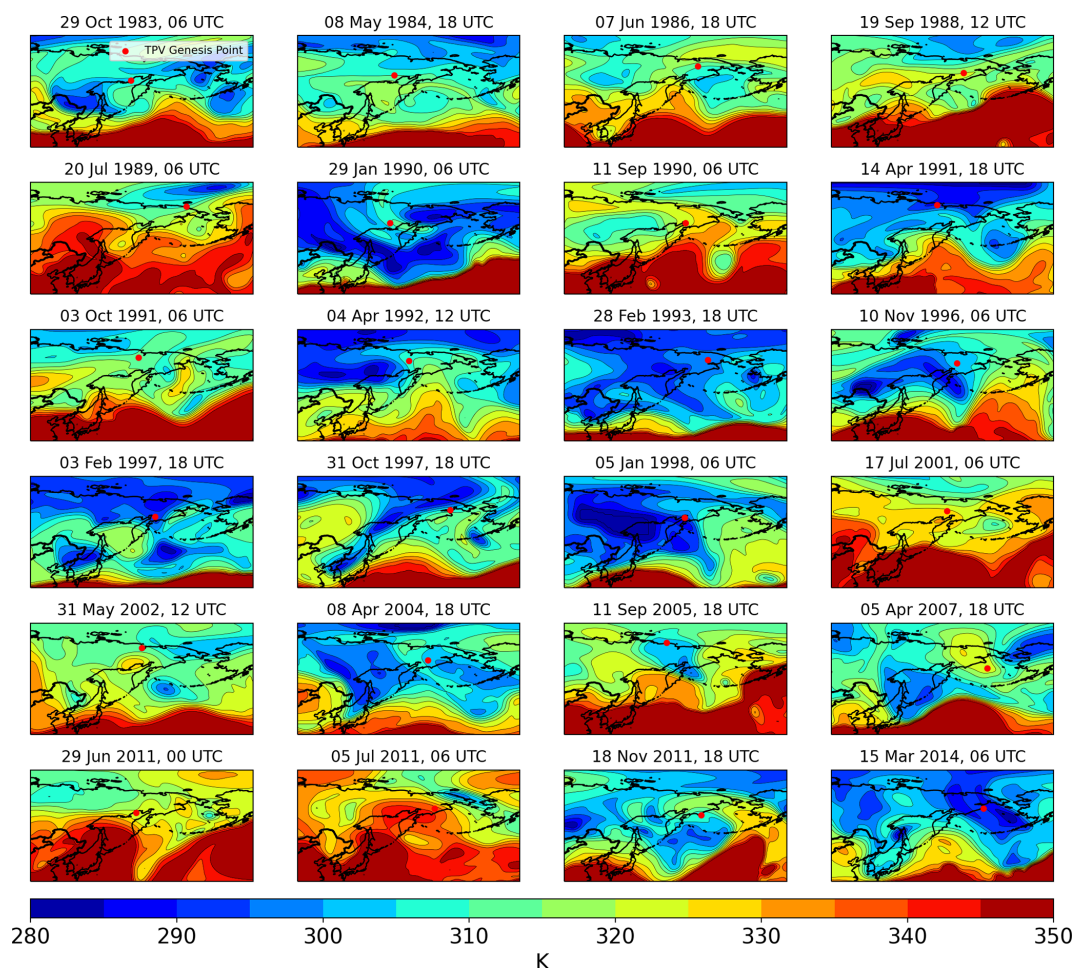 29 Oct 1983, 06 UTC
08 May 1984, 18 UTC
07 Jun 1986, 18 UTC
19 Sep 1988, 12 UTC
TPV Genesis Point
20 Jul 1989, 06 UTC
29 Jan 1990, 06 UTC
11 Sep 1990, 06 UTC
14 Apr 1991, 18 UTC
03 Oct 1991, 06 UTC
04 Apr 1992, 12 UTC
28 Feb 1993, 18 UTC
10 Nov 1996, 06 UTC
03 Feb 1997, 18 UTC
31 Oct 1997, 18 UTC
05 Jan 1998, 06 UTC
17 Jul 2001, 06 UTC
31 May 2002, 12 UTC
08 Apr 2004, 18 UTC
11 Sep 2005, 18 UTC
05 Apr 2007, 18 UTC
29 Jun 2011, 00 UTC
05 Jul 2011, 06 UTC
18 Nov 2011, 18 UTC
15 Mar 2014, 06 UTC
280 290 300 310 320 330 340 350
K